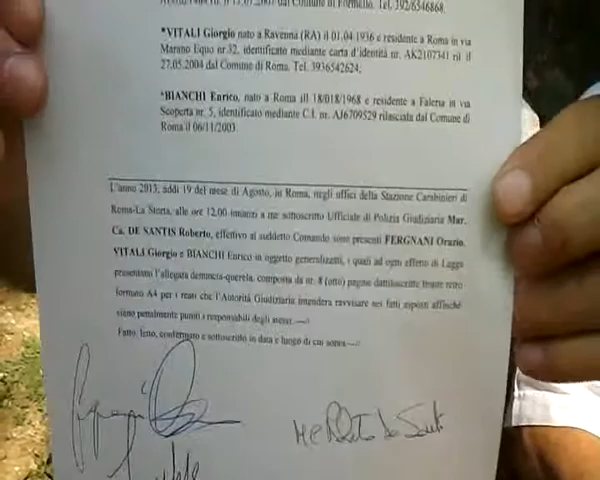 dal Comune di Formello. Tel. 392/6346868.
*VITALI Giorgio nato a Ravenna (RA) il 01.04.1936 e residente a Roma in via
Marano Equo nr.32, identificato mediante carta d'identità nr. AK2107341 ril il
27.05.2004 dal Comune di Roma. Tel. 3936542624;
*BIANCHI Enrico, nato a Roma il 18/018/1968 e residente a Faleria in via
Scoperta nr. 5, identificato mediante C.I. nr. AJ6709529 rilasciala dal Comune di
Roma il 06/11/2003.
L'anno 2013, addì 19 del mese di Agosto, in Roma, negli uffici della Stazione Carabinieri di
Roma-La Storta, alle ore 12,00 innanzi a me sottoscritto Ufficiale di Polizia Giudiziaria Mar.
Ca. DE SANTIS Roberto, effettivo al suddetto Comando sono presenti FERGNANI Orazio,
VITALI Giorgio e BIANCHI Enrico in oggetto generalizzati, i quali ad ogni effetto di Legge
presentano l'allegata denuncia-querela, composta da nr. 8 (otto) pagine dattiloscritte fronte retro
formato A4 per i reati che l'Autorità Giudiziaria intenderà ravvisare nei fatti esposti affinché
siano penalmente puniti i responsabili degli stessi.
Fatto, letto, confermato e sottoscritto in data e luogo di cui sopra